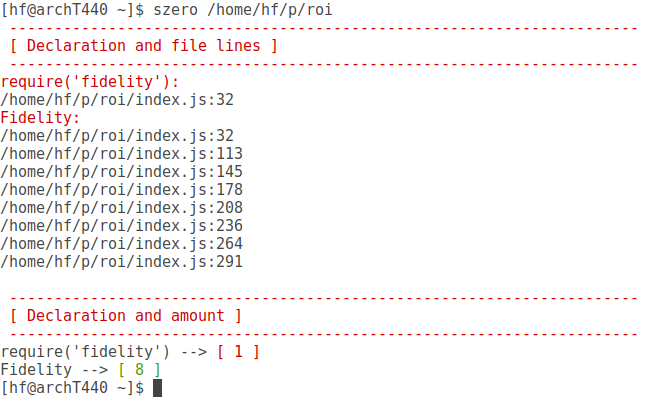 [hf@archT440 ~]$ szero /home/hf/p/roi
-----------------------------------------------------------------------
[ Declaration and file lines ]
-----------------------------------------------------------------------
require('fidelity'):
/home/hf/p/roi/index.js:32
Fidelity:
/home/hf/p/roi/index.js:32
/home/hf/p/roi/index.js:113
/home/hf/p/roi/index.js:145
/home/hf/p/roi/index.js:178
/home/hf/p/roi/index.js:208
/home/hf/p/roi/index.js:236
/home/hf/p/roi/index.js:264
/home/hf/p/roi/index.js:291
-----------------------------------------------------------------------
[ Declaration and amount ]
-----------------------------------------------------------------------
require('fidelity') --> [ 1 ]
Fidelity --> [ 8 ]
[hf@archT440 ~]$